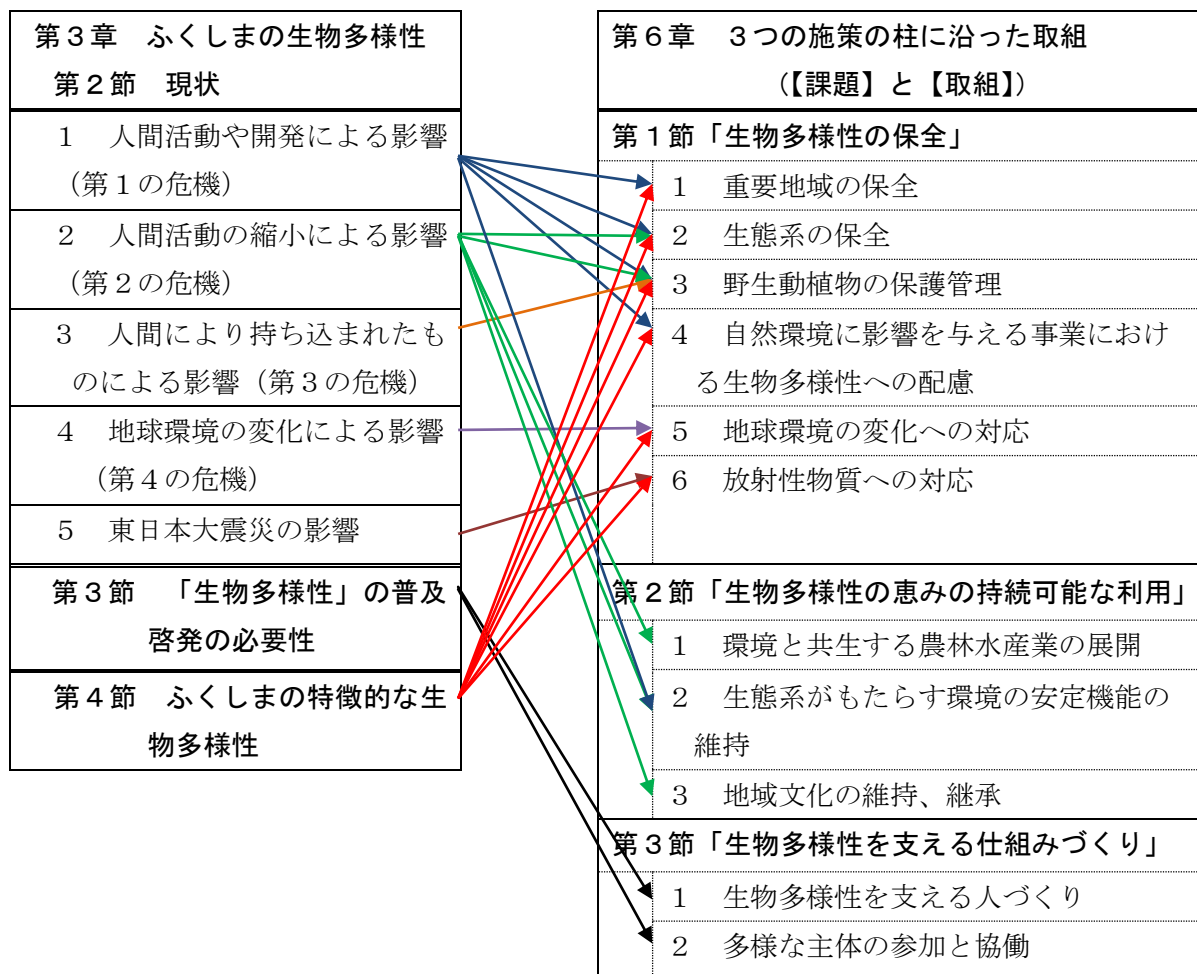 第３章　ふくしまの生物多様性
第２節　現状
１　人間活動や開発による影響
（第１の危機）
２　人間活動の縮小による影響
（第２の危機）
３　人間により持ち込まれたも
のによる影響（第３の危機）
４　地球環境の変化による影響
（第４の危機）
５　東日本大震災の影響
第３節　「生物多様性」の普及
啓発の必要性
第４節　ふくしまの特徴的な生
物多様性
第６章　３つの施策の柱に沿った取組
（【課題】と【取組】）
第１節「生物多様性の保全」
１　重要地域の保全
２　生態系の保全
３　野生動植物の保護管理
４　自然環境に影響を与える事業におけ
る生物多様性への配慮
５　地球環境の変化への対応
６　放射性物質への対応
第２節「生物多様性の恵みの持続可能な利用」
１　環境と共生する農林水産業の展開
２　生態系がもたらす環境の安定機能の
維持
３　地域文化の維持、継承
第３節「生物多様性を支える仕組みづくり」
１　生物多様性を支える人づくり
２　多様な主体の参加と協働